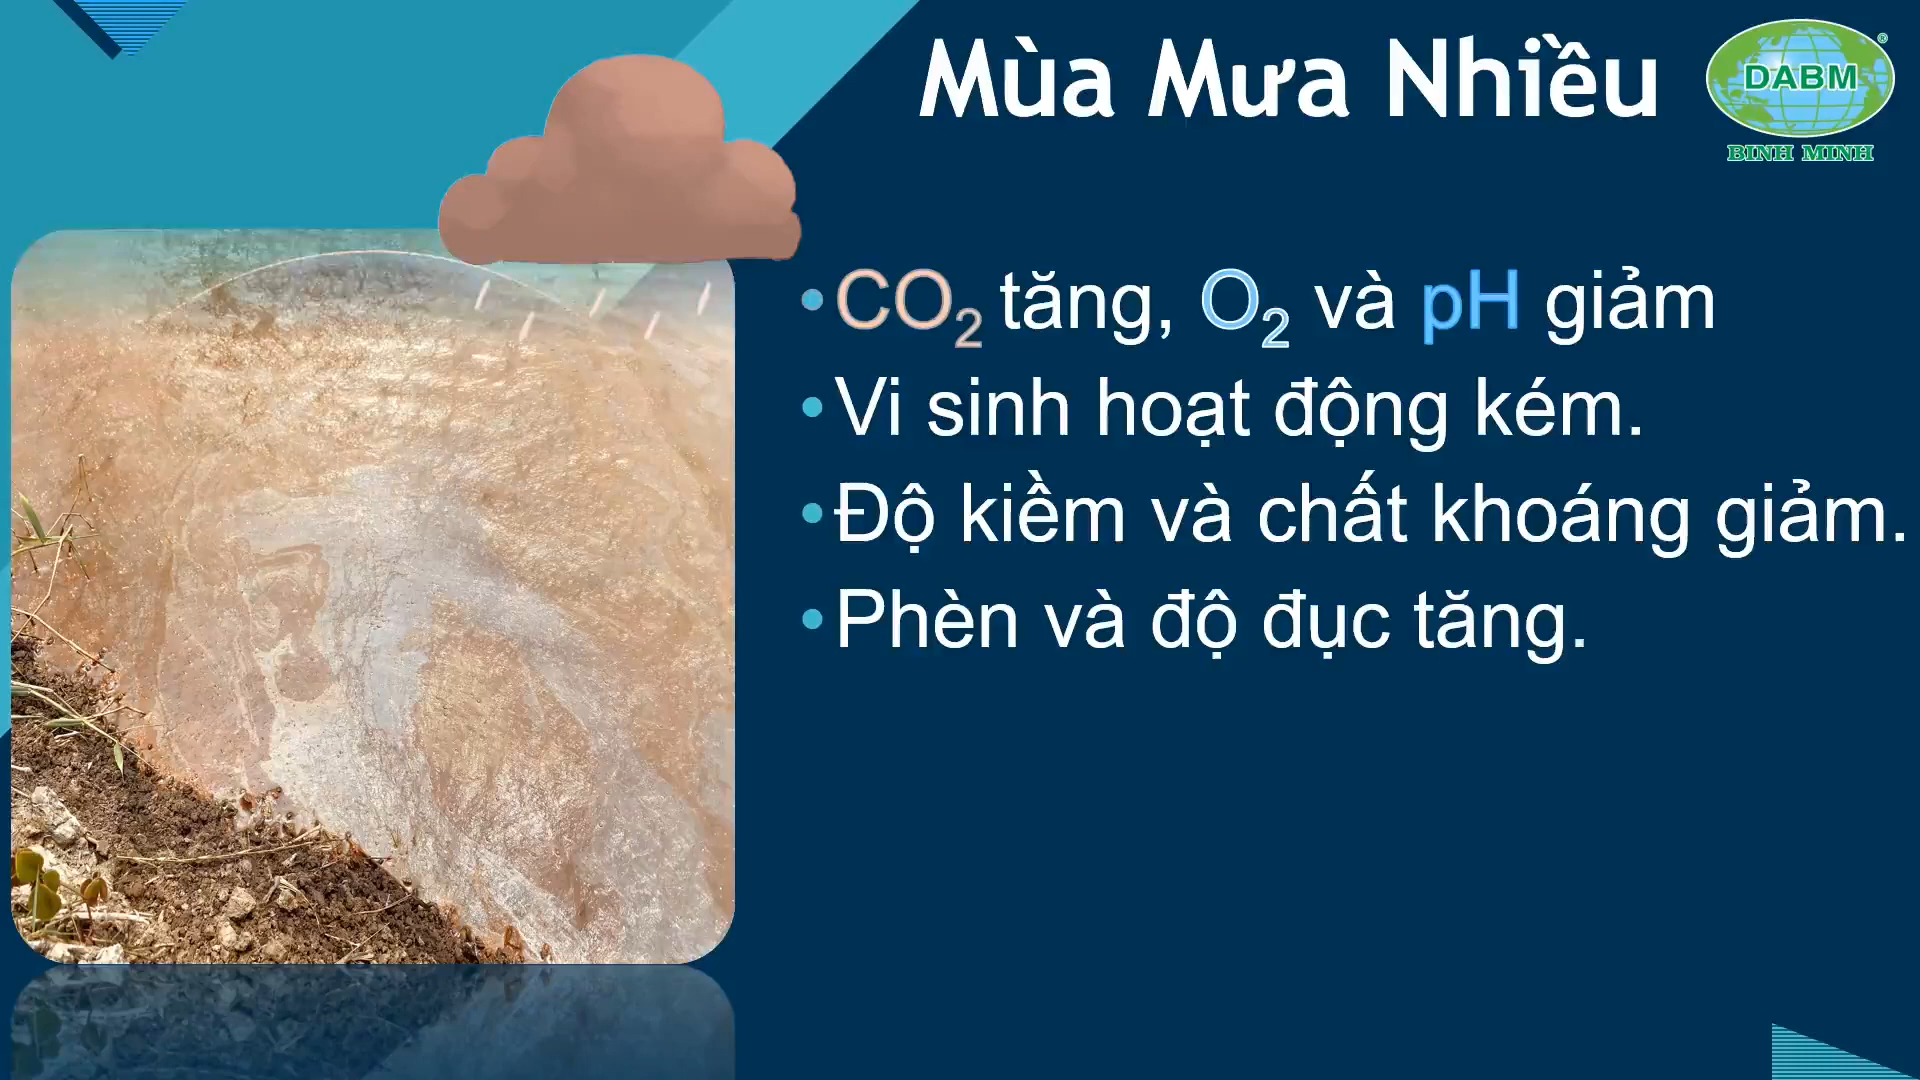 Mùa Mưa Nhiều
DABM
®
BINH MINH
• CO₂ tăng, O₂ và pH giảm
• Vi sinh hoạt động kém.
• Độ kiềm và chất khoáng giảm.
• Phèn và độ đục tăng.